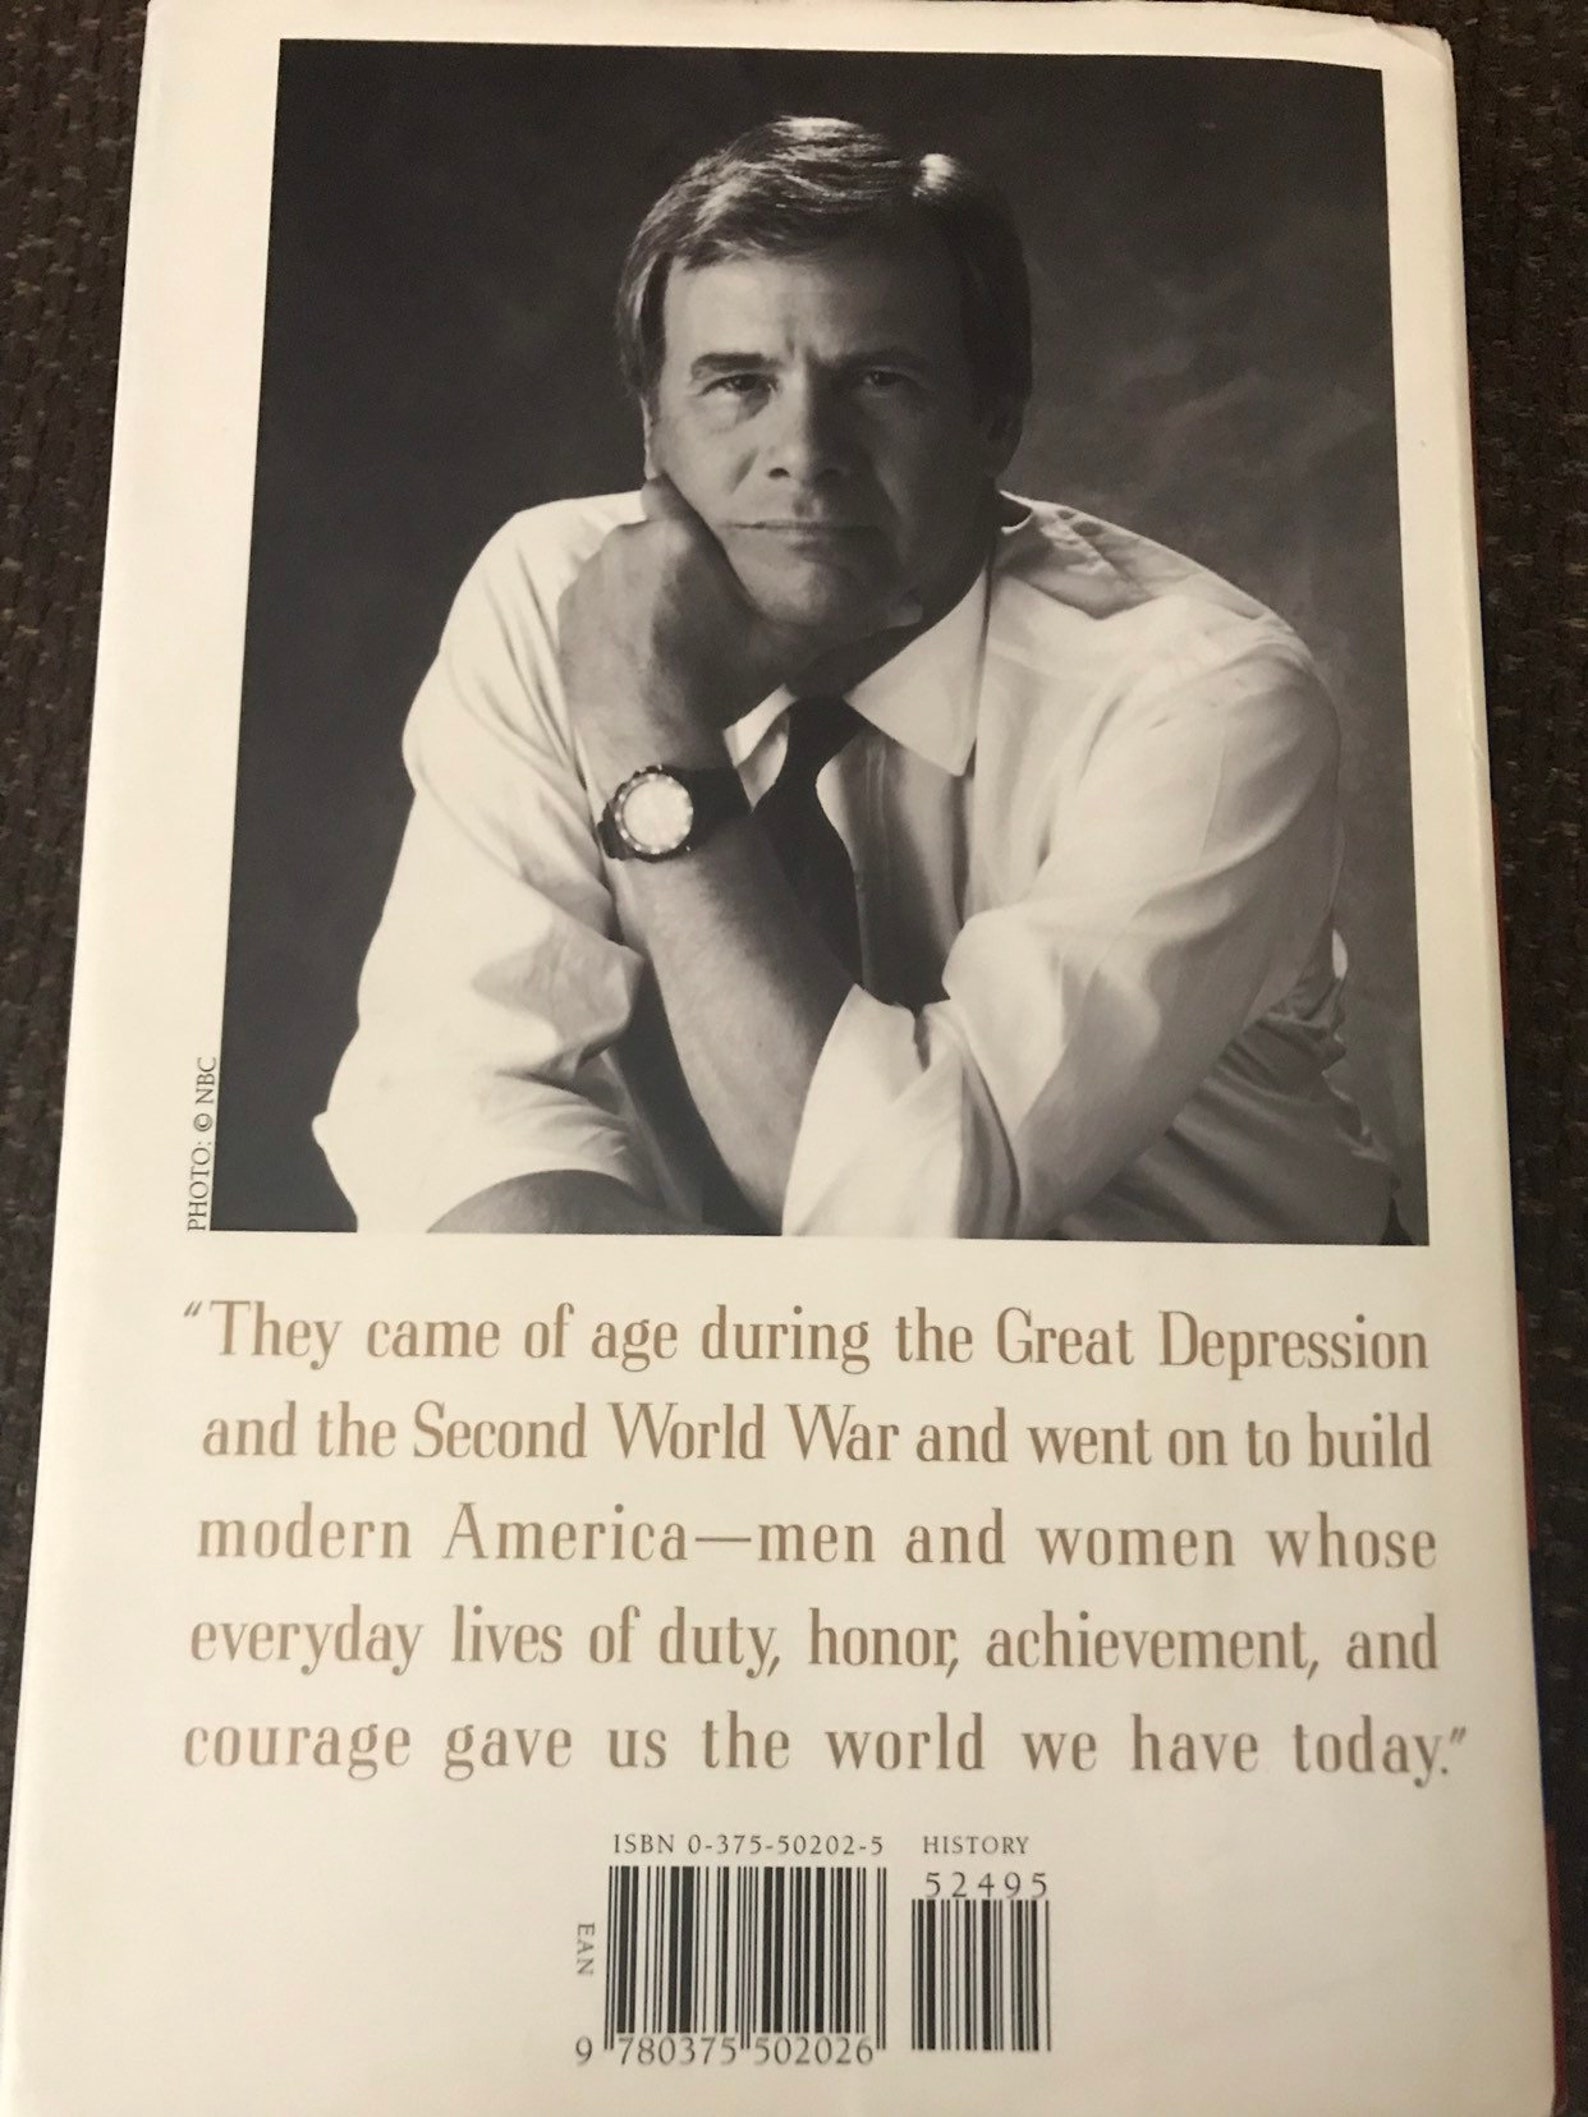 PHOTO: © NBC
“They came of age during the Great Depression
and the Second World War and went on to build
modern America—men and women whose
everyday lives of duty, honor, achievement, and
courage gave us the world we have today.”
ISBN 0-375-50202-5 HISTORY
52495
EAN
9 780375 502026